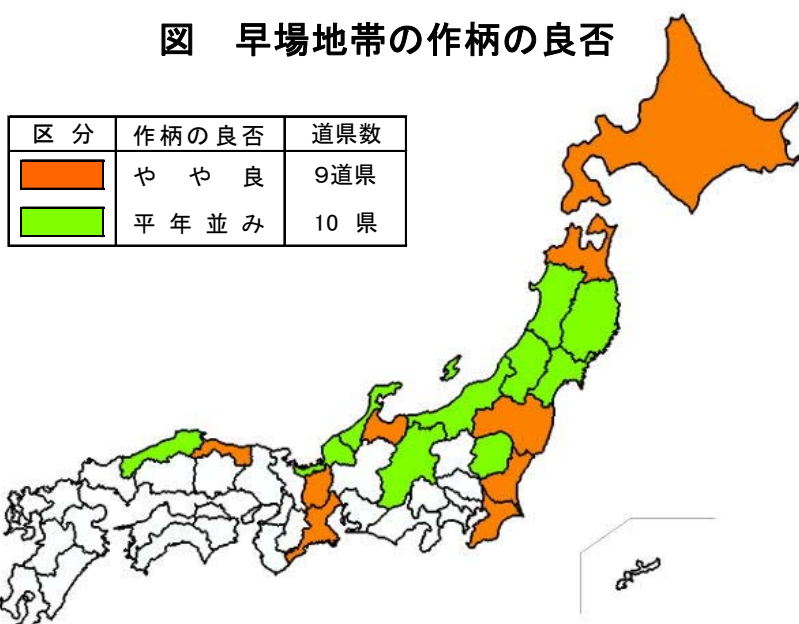 図 早場地帯の作柄の良否
区 分 作柄の良否 道県数
や や 良 9道県
平 年 並 み 10 県